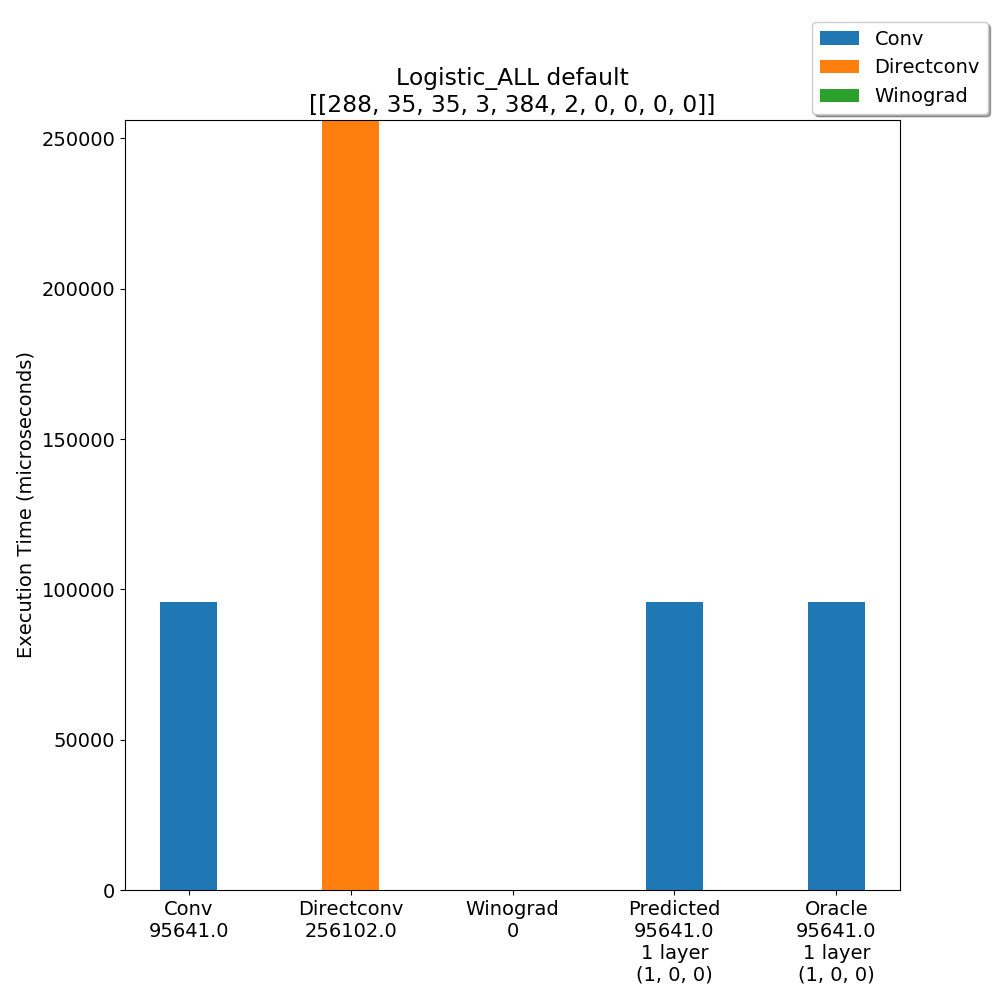 Conv
Directconv
Winograd
Logistic_ALL default
[[288, 35, 35, 3, 384, 2, 0, 0, 0, 0]]
Execution Time (microseconds)
250000
200000
150000
100000
50000
0
Conv
95641.0
Directconv
256102.0
Winograd
0
Predicted
95641.0
1 layer
(1, 0, 0)
Oracle
95641.0
1 layer
(1, 0, 0)